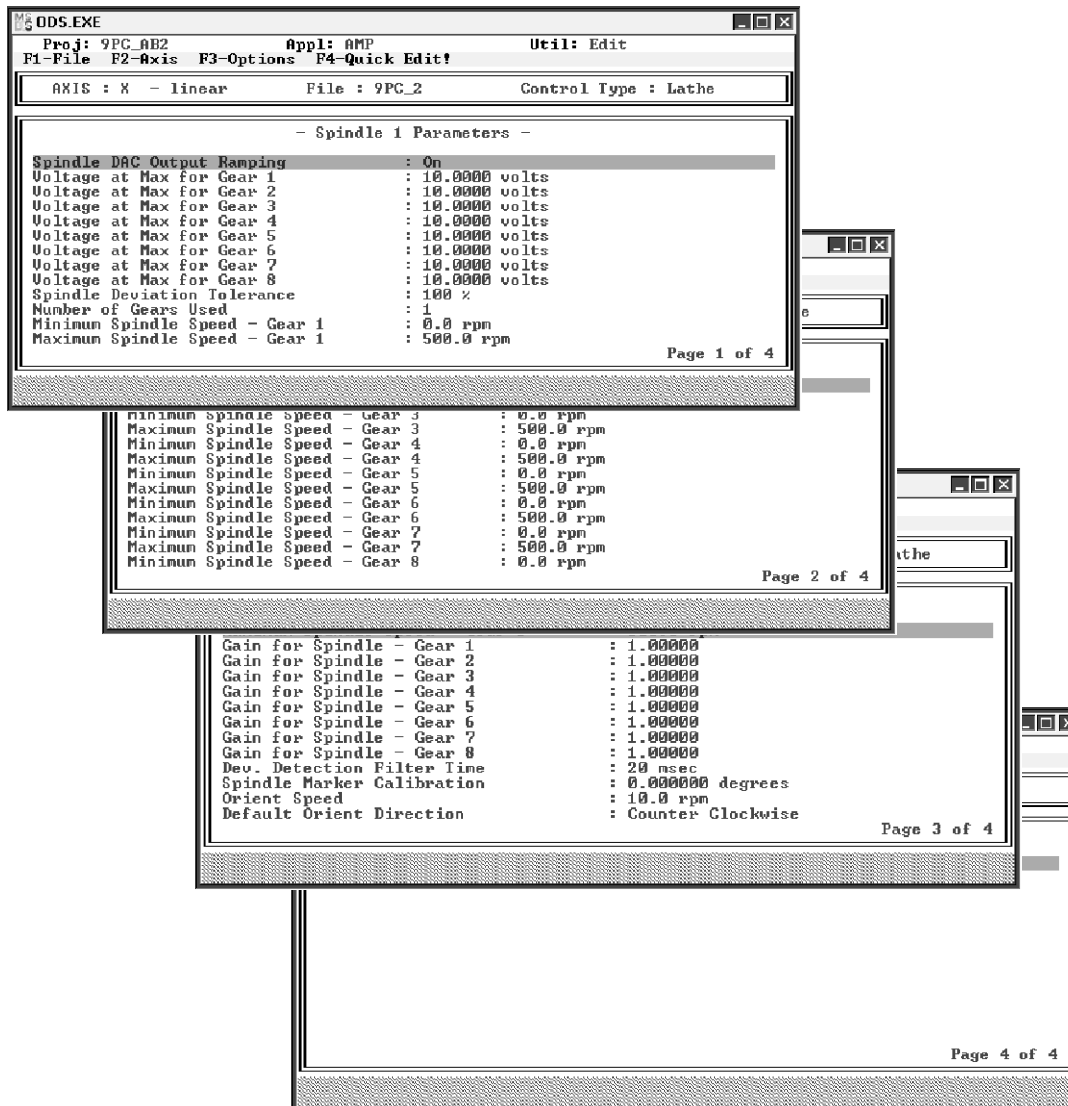 ODS.EXE
Proj: 9PC_AB2 Appl: AMP Util: Edit
F1-File F2-Axis F3-Options F4-Quick Edit!
AXIS : X - linear File : 9PC_2 Control Type : Lathe
- Spindle 1 Parameters -
Spindle DAC Output Ramping : On
Voltage at Max for Gear 1 : 10.0000 volts
Voltage at Max for Gear 2 : 10.0000 volts
Voltage at Max for Gear 3 : 10.0000 volts
Voltage at Max for Gear 4 : 10.0000 volts
Voltage at Max for Gear 5 : 10.0000 volts
Voltage at Max for Gear 6 : 10.0000 volts
Voltage at Max for Gear 7 : 10.0000 volts
Voltage at Max for Gear 8 : 10.0000 volts
Spindle Deviation Tolerance : 100 %
Number of Gears Used : 1
Minimum Spindle Speed - Gear 1 : 0.0 rpm
Maximum Spindle Speed - Gear 1 : 500.0 rpm
Page 1 of 4
e
Minimum Spindle Speed - Gear 3 : 0.0 rpm
Maximum Spindle Speed - Gear 3 : 500.0 rpm
Minimum Spindle Speed - Gear 4 : 0.0 rpm
Maximum Spindle Speed - Gear 4 : 500.0 rpm
Minimum Spindle Speed - Gear 5 : 0.0 rpm
Maximum Spindle Speed - Gear 5 : 500.0 rpm
Minimum Spindle Speed - Gear 6 : 0.0 rpm
Maximum Spindle Speed - Gear 6 : 500.0 rpm
Minimum Spindle Speed - Gear 7 : 0.0 rpm
Maximum Spindle Speed - Gear 7 : 500.0 rpm
Minimum Spindle Speed - Gear 8 : 0.0 rpm
Page 2 of 4
athe
Gain for Spindle - Gear 1 : 1.00000
Gain for Spindle - Gear 2 : 1.00000
Gain for Spindle - Gear 3 : 1.00000
Gain for Spindle - Gear 4 : 1.00000
Gain for Spindle - Gear 5 : 1.00000
Gain for Spindle - Gear 6 : 1.00000
Gain for Spindle - Gear 7 : 1.00000
Gain for Spindle - Gear 8 : 1.00000
Dev. Detection Filter Time : 20 msec
Spindle Marker Calibration : 0.000000 degrees
Orient Speed : 10.0 rpm
Default Orient Direction : Counter Clockwise
Page 3 of 4
Page 4 of 4